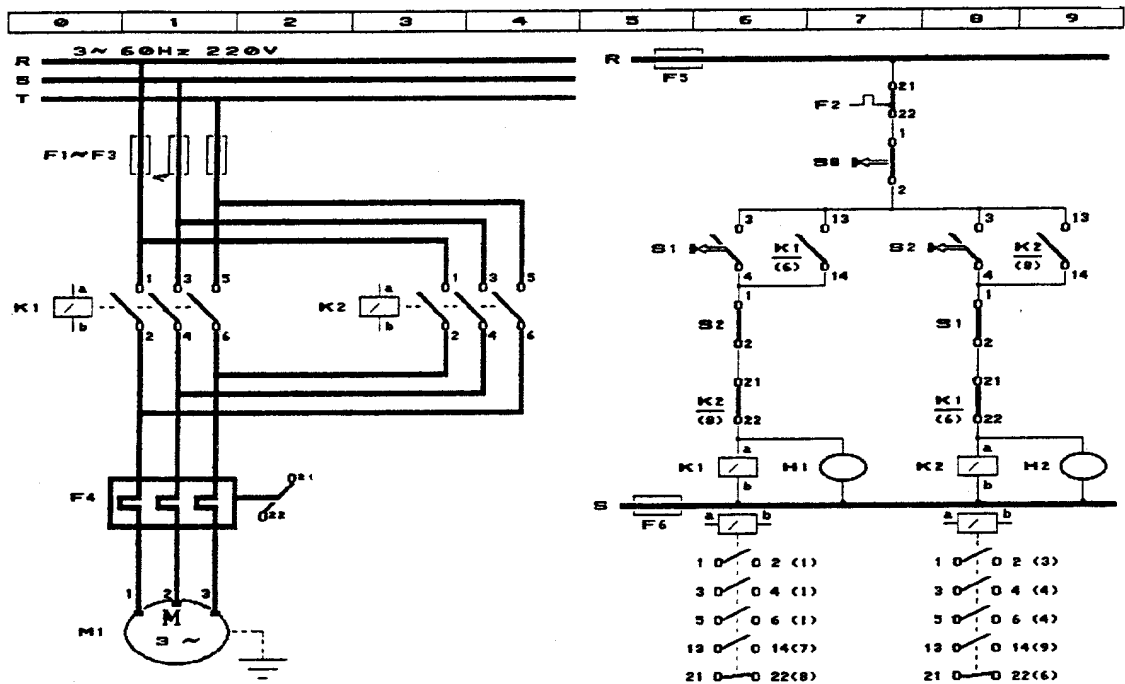 0 1 2 3 4 5 6 7 8 9
3~ 60Hz 220V
R
S
T
F1~F3
1 3 5
K1 a
b
2 4 6
1 3 5
K2 a
b
2 4 6
F4
21
22
1 2 3
M
3 ~
M1
R
F5
F2
21
22
1
2
3
S1
4
13
K1
(6)
14
3
S2
4
13
K2
(8)
14
1
S2
2
1
S1
2
21
K2
(8)
22
21
K1
(6)
22
K1 a
b
H1
K2 a
b
H2
S
F6
a b
a b
1 2 (1)
3 4 (1)
5 6 (1)
13 14(7)
21 22(8)
1 2 (3)
3 4 (4)
5 6 (4)
13 14(9)
21 22(6)